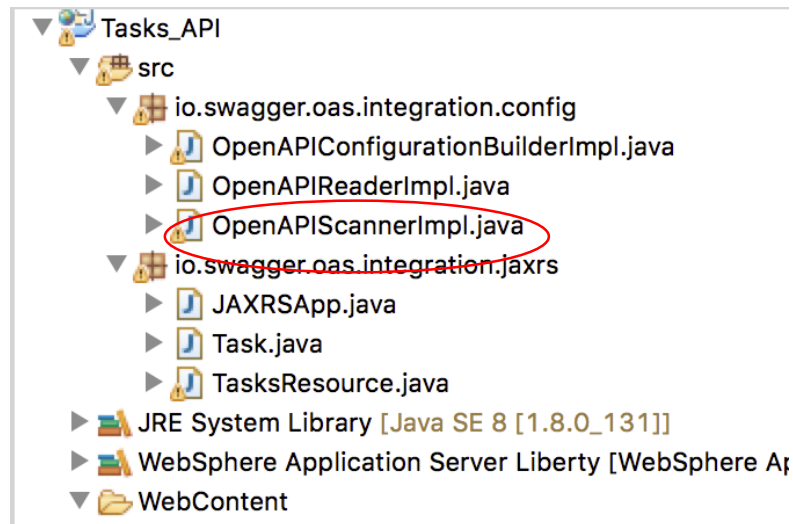 Tasks_API
src
io.swagger.oas.integration.config
OpenAPIConfigurationBuilderImpl.java
OpenAPIReaderImpl.java
OpenAPIScannerImpl.java
io.swagger.oas.integration.jaxrs
JAXRSApp.java
Task.java
TasksResource.java
JRE System Library [Java SE 8 [1.8.0_131]]
WebSphere Application Server Liberty [WebSphere Ap
WebContent